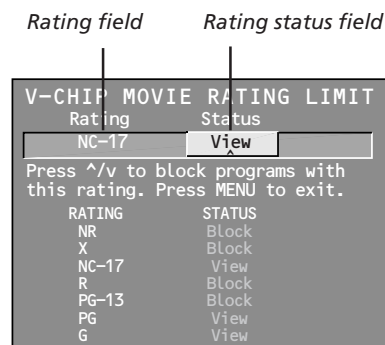 Rating field Rating status field
V-CHIP MOVIE RATING LIMIT
Rating Status
NC-17 View
^
Press ^/v to block programs with
this rating. Press MENU to exit.
RATING STATUS
NR Block
X Block
NC-17 View
R Block
PG-13 Block
PG View
G View